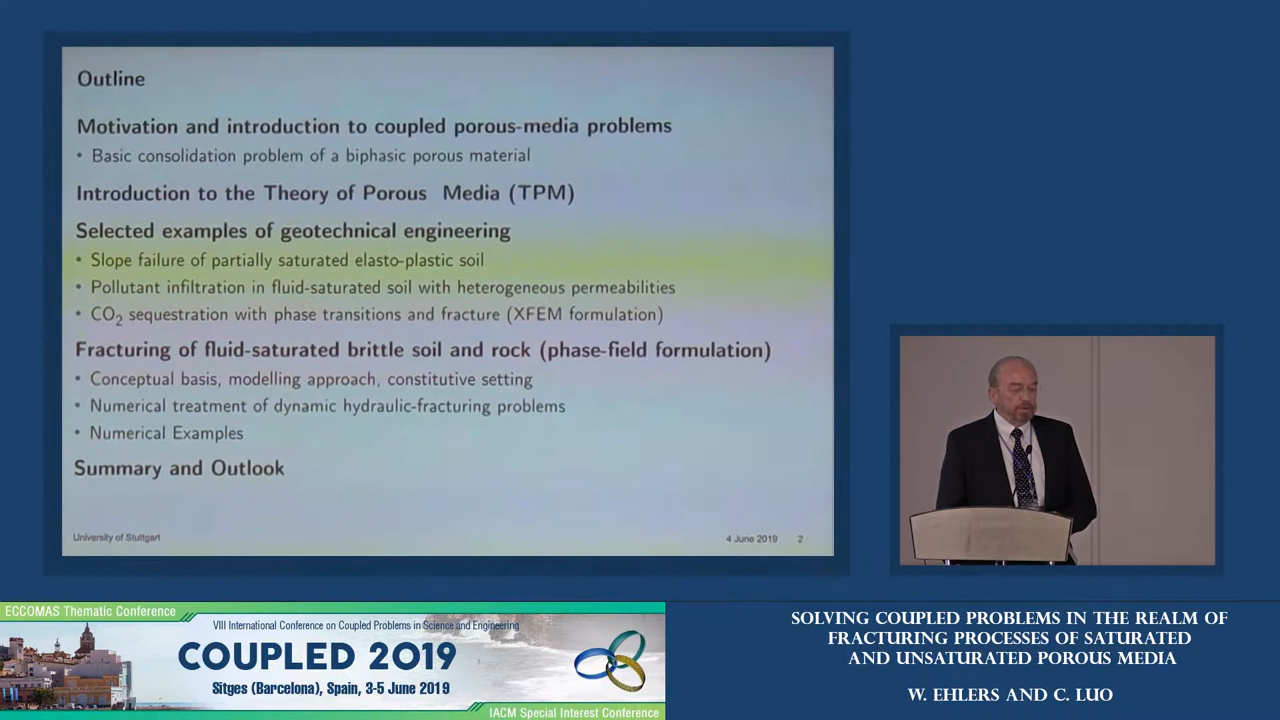 Outline
Motivation and introduction to coupled porous-media problems
• Basic consolidation problem of a biphasic porous material
Introduction to the Theory of Porous Media (TPM)
Selected examples of geotechnical engineering
• Slope failure of partially saturated elasto-plastic soil
• Pollutant infiltration in fluid-saturated soil with heterogeneous permeabilities
• CO₂ sequestration with phase transitions and fracture (XFEM formulation)
Fracturing of fluid-saturated brittle soil and rock (phase-field formulation)
• Conceptual basis, modelling approach, constitutive setting
• Numerical treatment of dynamic hydraulic-fracturing problems
• Numerical Examples
Summary and Outlook
University of Stuttgart
4 June 2019 2
ECCOMAS Thematic Conference
VIII International Conference on Coupled Problems in Science and Engineering
COUPLED 2019
Sitges (Barcelona), Spain, 3-5 June 2019
IACM Special Interest Conference
SOLVING COUPLED PROBLEMS IN THE REALM OF
FRACTURING PROCESSES OF SATURATED
AND UNSATURATED POROUS MEDIA
W. EHLERS AND C. LUO